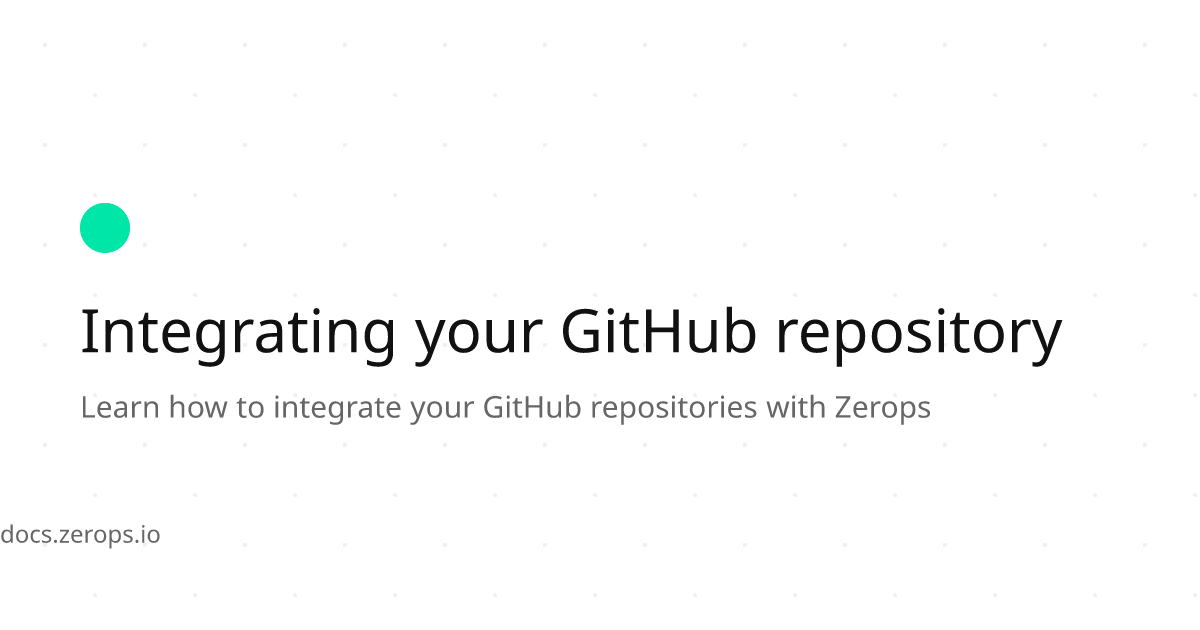 Integrating your GitHub repository
Learn how to integrate your GitHub repositories with Zerops
docs.zerops.io